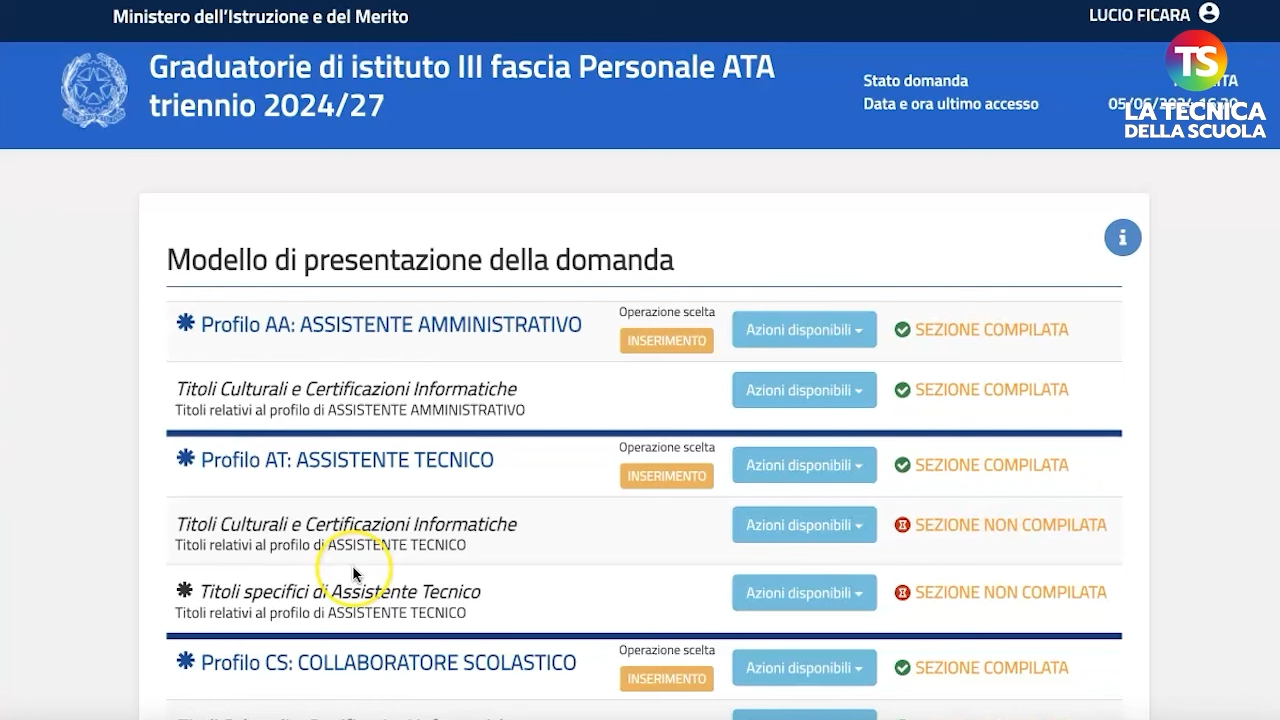 Ministero dell'Istruzione e del Merito
LUCIO FICARA
Graduatorie di istituto III fascia Personale ATA
triennio 2024/27
Stato domanda
Data e ora ultimo accesso
05/06/2024
TS
LA TECNICA
DELLA SCUOLA
Modello di presentazione della domanda
Profilo AA: ASSISTENTE AMMINISTRATIVO
Operazione scelta
INSERIMENTO
Azioni disponibili
SEZIONE COMPILATA
Titoli Culturali e Certificazioni Informatiche
Titoli relativi al profilo di ASSISTENTE AMMINISTRATIVO
Azioni disponibili
SEZIONE COMPILATA
Profilo AT: ASSISTENTE TECNICO
Operazione scelta
INSERIMENTO
Azioni disponibili
SEZIONE COMPILATA
Titoli Culturali e Certificazioni Informatiche
Titoli relativi al profilo di ASSISTENTE TECNICO
Azioni disponibili
SEZIONE NON COMPILATA
Titoli specifici di Assistente Tecnico
Titoli relativi al profilo di ASSISTENTE TECNICO
Azioni disponibili
SEZIONE NON COMPILATA
Profilo CS: COLLABORATORE SCOLASTICO
Operazione scelta
INSERIMENTO
Azioni disponibili
SEZIONE COMPILATA